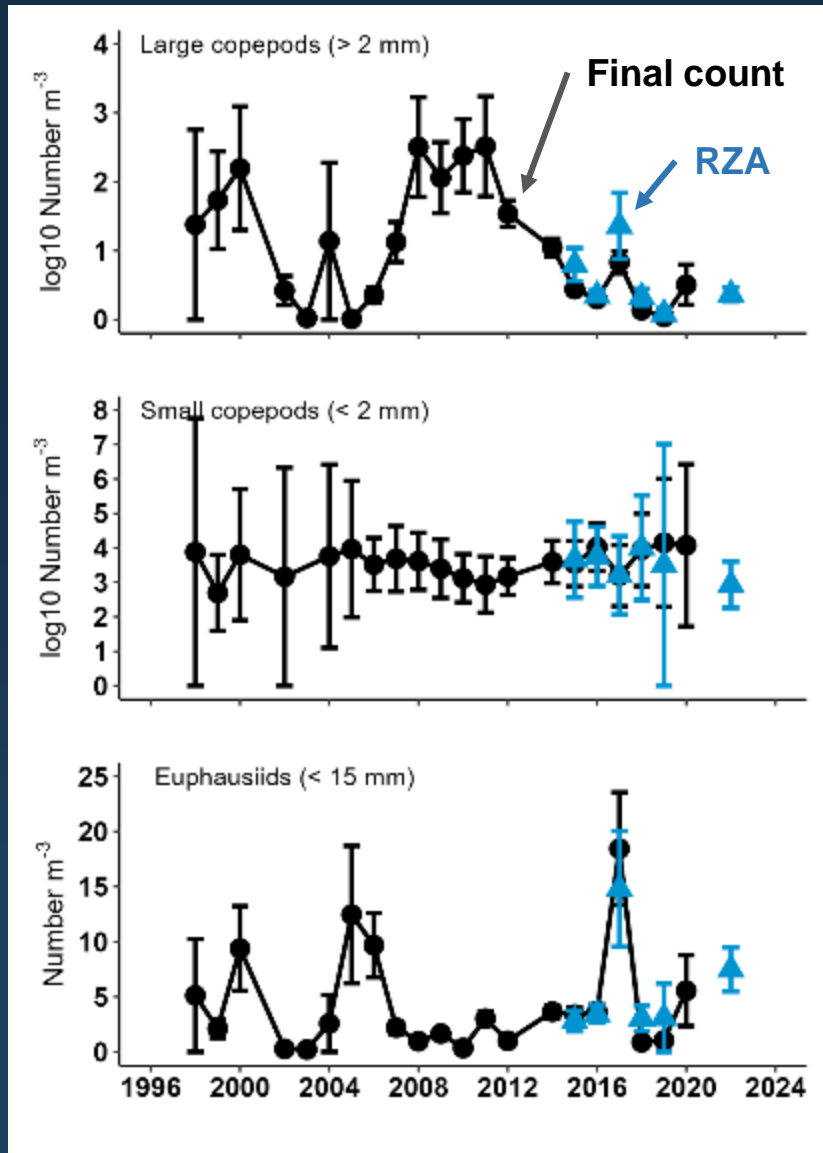 Large copepods (> 2 mm)
Final count
RZA
log10 Number m⁻³
4
3
2
1
0
Small copepods (< 2 mm)
log10 Number m⁻³
8
7
6
5
4
3
2
1
0
Euphausiids (< 15 mm)
Number m⁻³
25
20
15
10
5
0
1996 2000 2004 2008 2012 2016 2020 2024